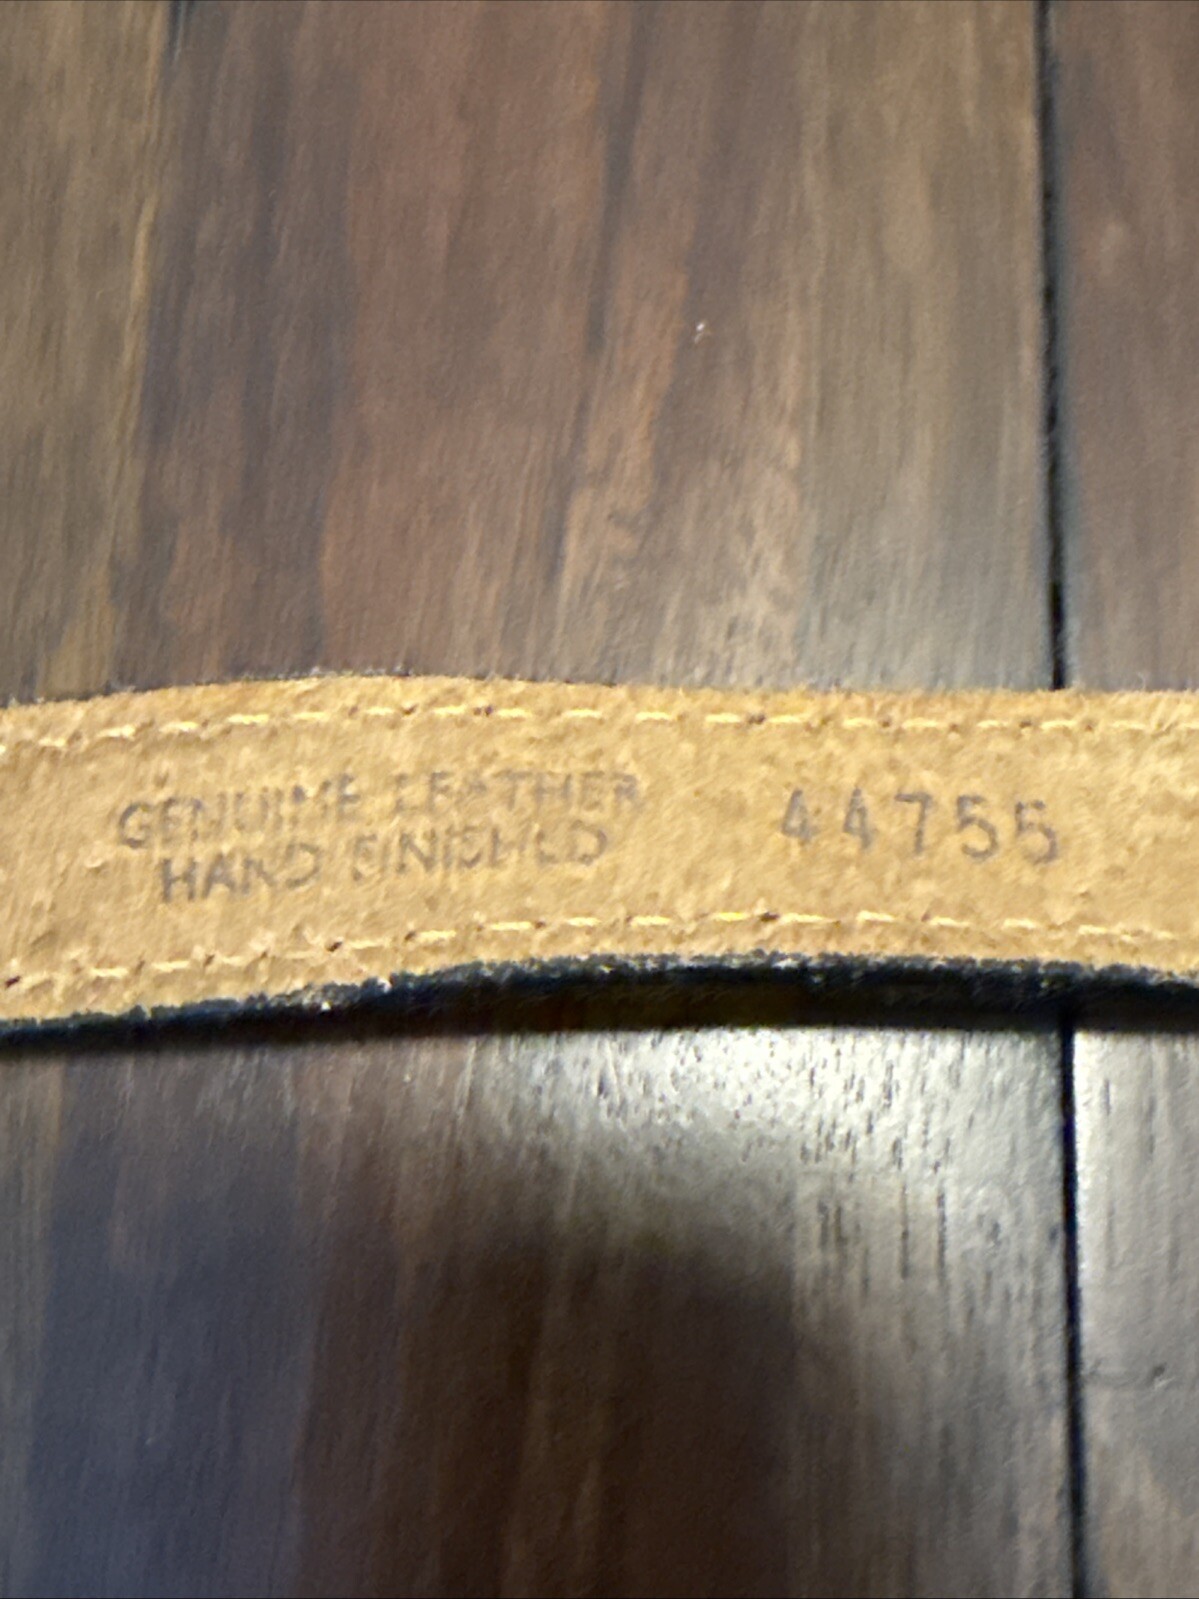 GENUINE LEATHER
HAND FINISHED
44755